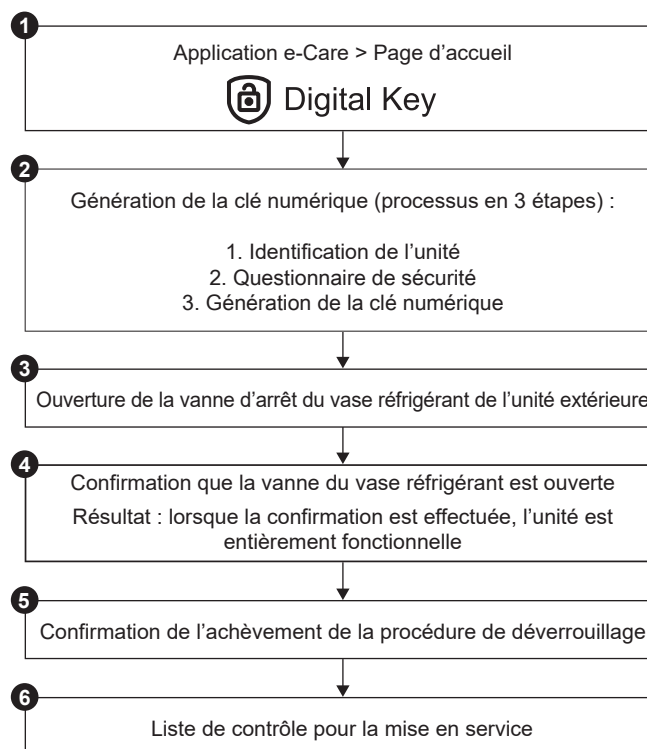 1
Application e-Care > Page d'accueil
Digital Key
2
Génération de la clé numérique (processus en 3 étapes) :
1. Identification de l'unité
2. Questionnaire de sécurité
3. Génération de la clé numérique
3
Ouverture de la vanne d'arrêt du vase réfrigérant de l'unité extérieure
4
Confirmation que la vanne du vase réfrigérant est ouverte
Résultat : lorsque la confirmation est effectuée, l'unité est
entièrement fonctionnelle
5
Confirmation de l'achèvement de la procédure de déverrouillage
6
Liste de contrôle pour la mise en service